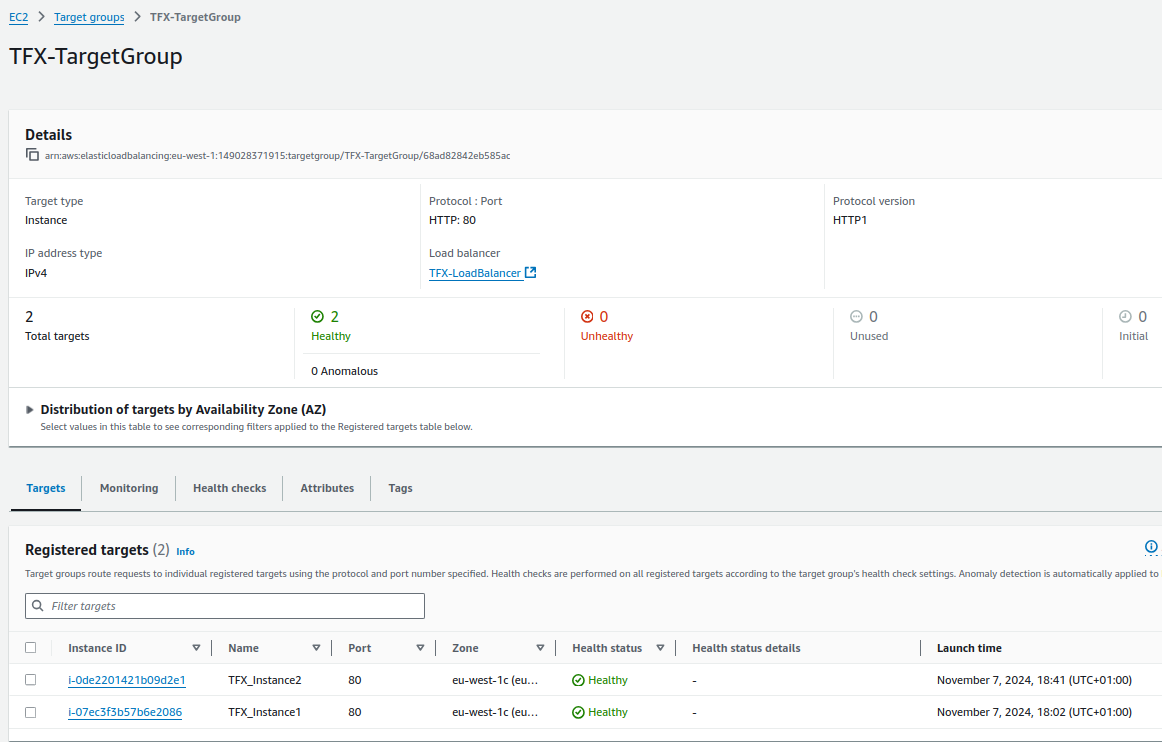 EC2 > Target groups > TFX-TargetGroup
TFX-TargetGroup
Details
arn:aws:elasticloadbalancing:eu-west-1:149028371915:targetgroup/TFX-TargetGroup/68ad82842eb585ac
Target type Protocol : Port Protocol version
Instance HTTP: 80 HTTP1
IP address type Load balancer
IPv4 TFX-LoadBalancer
2 2 0 0 0
Total targets Healthy Unhealthy Unused Initial
0 Anomalous
Distribution of targets by Availability Zone (AZ)
Select values in this table to see corresponding filters applied to the Registered targets table below.
Targets Monitoring Health checks Attributes Tags
Registered targets (2) Info
Target groups route requests to individual registered targets using the protocol and port number specified. Health checks are performed on all registered targets according to the target group's health check settings. Anomaly detection is automatically applied to
Filter targets
Instance ID Name Port Zone Health status Health status details Launch time
i-0de2201421b09d2e1 TFX_Instance2 80 eu-west-1c (eu... Healthy - November 7, 2024, 18:41 (UTC+01:00)
i-07ec3f3b57b6e2086 TFX_Instance1 80 eu-west-1c (eu... Healthy - November 7, 2024, 18:02 (UTC+01:00)